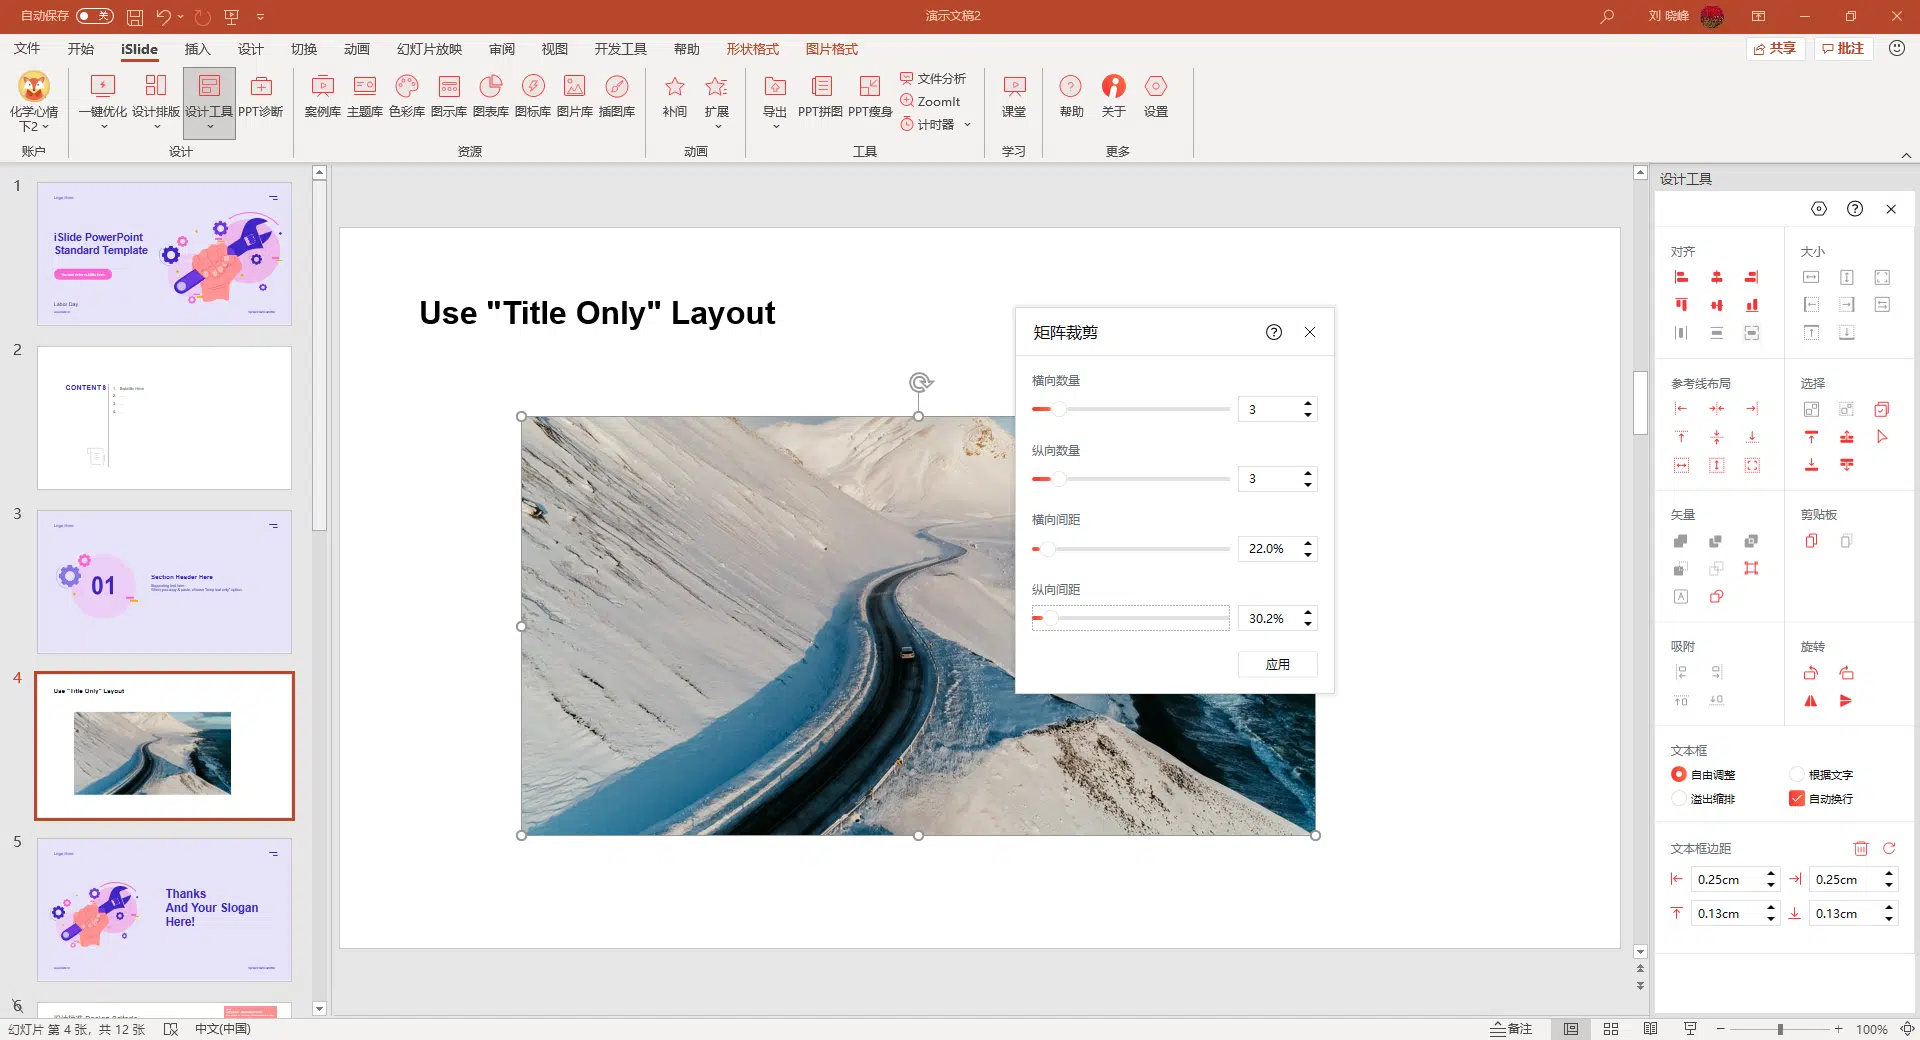 自动保存 关
演示文稿2
刘 晓峰
文件 开始 iSlide 插入 设计 切换 动画 幻灯片放映 审阅 视图 开发工具 帮助 形状格式 图片格式
共享 批注
化学心情
下2
一键优化 设计排版 设计工具 PPT诊断
案例库 主题库 色彩库 图示库 图表库 图标库 图片库 插图库
补间 扩展
导出 PPT拼图 PPT瘦身
文件分析
ZoomIt
计时器
课堂
帮助 关于 设置
账户 设计 资源 动画 工具 学习 更多
1
iSlide PowerPoint
Standard Template
Labor Day
2
CONTENTS
3
01
Section Header Here
4
Use "Title Only" Layout
5
Thanks
And Your Slogan
Here!
6
Use "Title Only" Layout
矩阵裁剪
横向数量
3
纵向数量
3
横向间距
22.0%
纵向间距
30.2%
应用
设计工具
对齐 大小
参考线布局 选择
矢量 剪贴板
吸附 旋转
文本框
自由调整 根据文字
溢出缩排 自动换行
文本框边距
0.25cm 0.25cm
0.13cm 0.13cm
幻灯片 第 4 张，共 12 张 中文(中国)
备注
100%